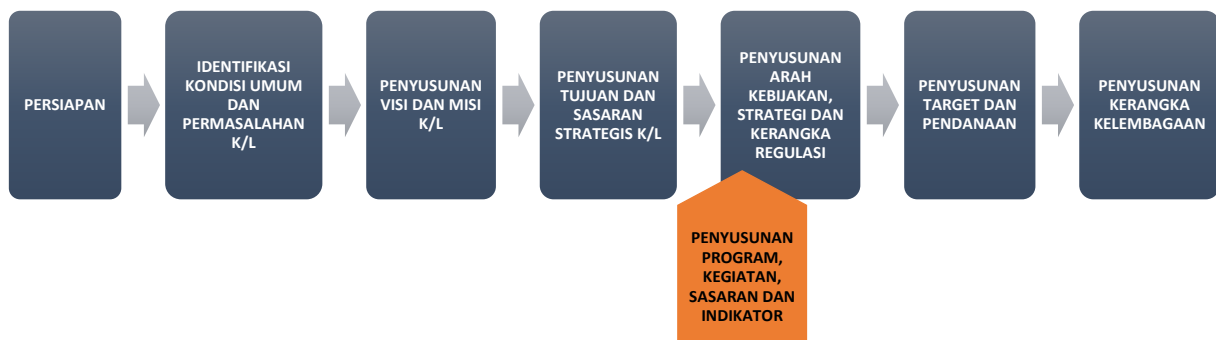 PERSIAPAN
IDENTIFIKASI
KONDISI UMUM
DAN
PERMASALAHAN
K/L
PENYUSUNAN
VISI DAN MISI
K/L
PENYUSUNAN
TUJUAN DAN
SASARAN
STRATEGIS K/L
PENYUSUNAN
ARAH
KEBIJAKAN,
STRATEGI DAN
KERANGKA
REGULASI
PENYUSUNAN
TARGET DAN
PENDANAAN
PENYUSUNAN
KERANGKA
KELEMBAGAAN
PENYUSUNAN
PROGRAM,
KEGIATAN,
SASARAN DAN
INDIKATOR